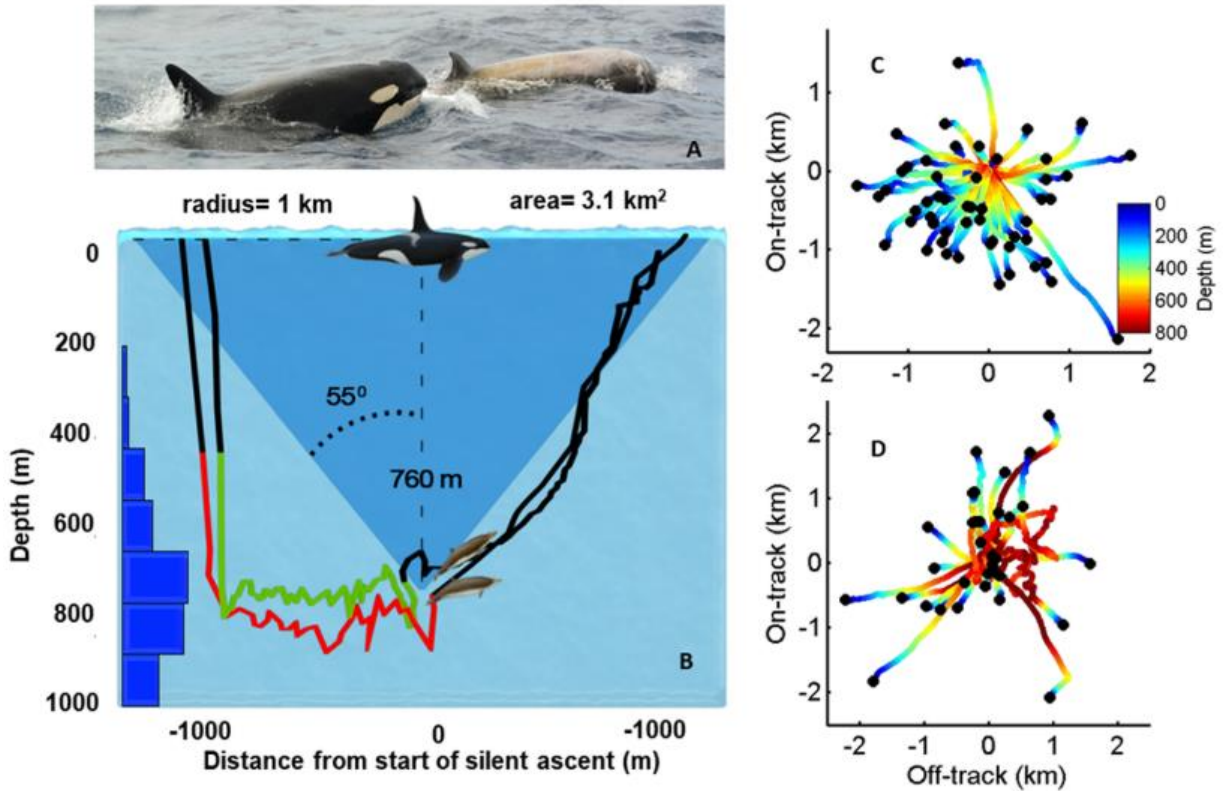 A
radius= 1 km
area= 3.1 km²
0
200
400
600
800
1000
Depth (m)
55⁰
760 m
B
-1000
0
-1000
Distance from start of silent ascent (m)
C
1
0
-1
-2
On-track (km)
-2
-1
0
1
2
0
200
400
600
800
Depth (m)
D
2
1
0
-1
-2
On-track (km)
-2
-1
0
1
2
Off-track (km)